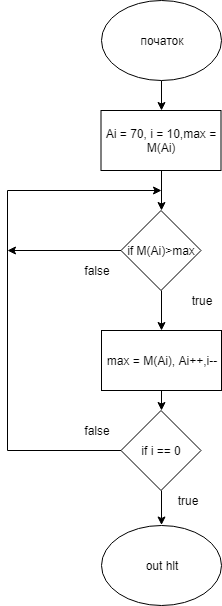 початок
Ai = 70, i = 10,max =
M(Ai)
if M(Ai)>max
false
true
max = M(Ai), Ai++,i--
false
if i == 0
true
out hlt